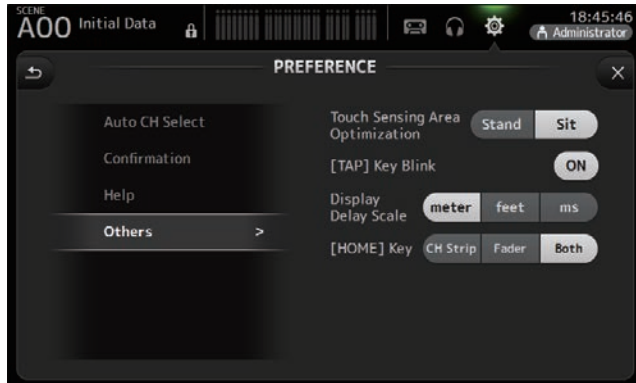 SCENE
A00 Initial Data
18:45:46
Administrator
PREFERENCE
Auto CH Select
Confirmation
Help
Others >
Touch Sensing Area
Optimization
Stand Sit
[TAP] Key Blink ON
Display
Delay Scale
meter feet ms
[HOME] Key CH Strip Fader Both